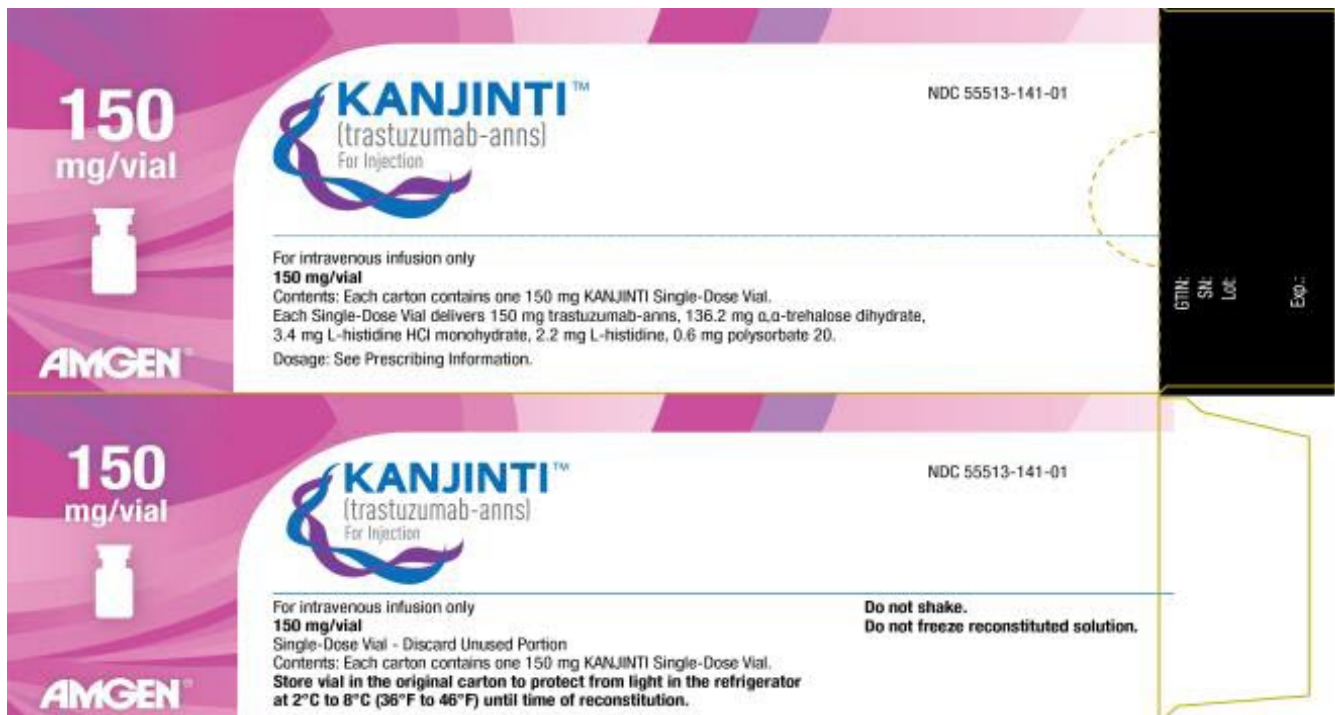 150
mg/vial
AMGEN®
KANJINTI™
(trastuzumab-anns)
For Injection
NDC 55513-141-01
For intravenous infusion only
150 mg/vial
Contents: Each carton contains one 150 mg KANJINTI Single-Dose Vial.
Each Single-Dose Vial delivers 150 mg trastuzumab-anns, 136.2 mg α,α-trehalose dihydrate,
3.4 mg L-histidine HCl monohydrate, 2.2 mg L-histidine, 0.6 mg polysorbate 20.
Dosage: See Prescribing Information.
GTIN:
SN:
Lot:
Exp.:
150
mg/vial
AMGEN®
KANJINTI™
(trastuzumab-anns)
For Injection
NDC 55513-141-01
For intravenous infusion only
150 mg/vial
Single-Dose Vial - Discard Unused Portion
Contents: Each carton contains one 150 mg KANJINTI Single-Dose Vial.
Store vial in the original carton to protect from light in the refrigerator
at 2°C to 8°C (36°F to 46°F) until time of reconstitution.
Do not shake.
Do not freeze reconstituted solution.